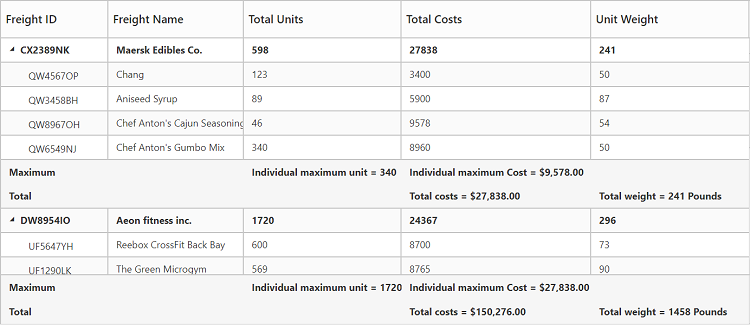 Freight ID Freight Name Total Units Total Costs Unit Weight
CX2389NK Maersk Edibles Co. 598 27838 241
QW4567OP Chang 123 3400 50
QW3458BH Aniseed Syrup 89 5900 87
QW8967OH Chef Anton's Cajun Seasoning 46 9578 54
QW6549NJ Chef Anton's Gumbo Mix 340 8960 50
Maximum Individual maximum unit = 340 Individual maximum Cost = $9,578.00
Total Total costs = $27,838.00 Total weight = 241 Pounds
DW8954IO Aeon fitness inc. 1720 24367 296
UF5647YH Reebox CrossFit Back Bay 600 8700 73
UF1290LK The Green Microgym 569 8765 90
Maximum Individual maximum unit = 1720 Individual maximum Cost = $27,838.00
Total Total costs = $150,276.00 Total weight = 1458 Pounds